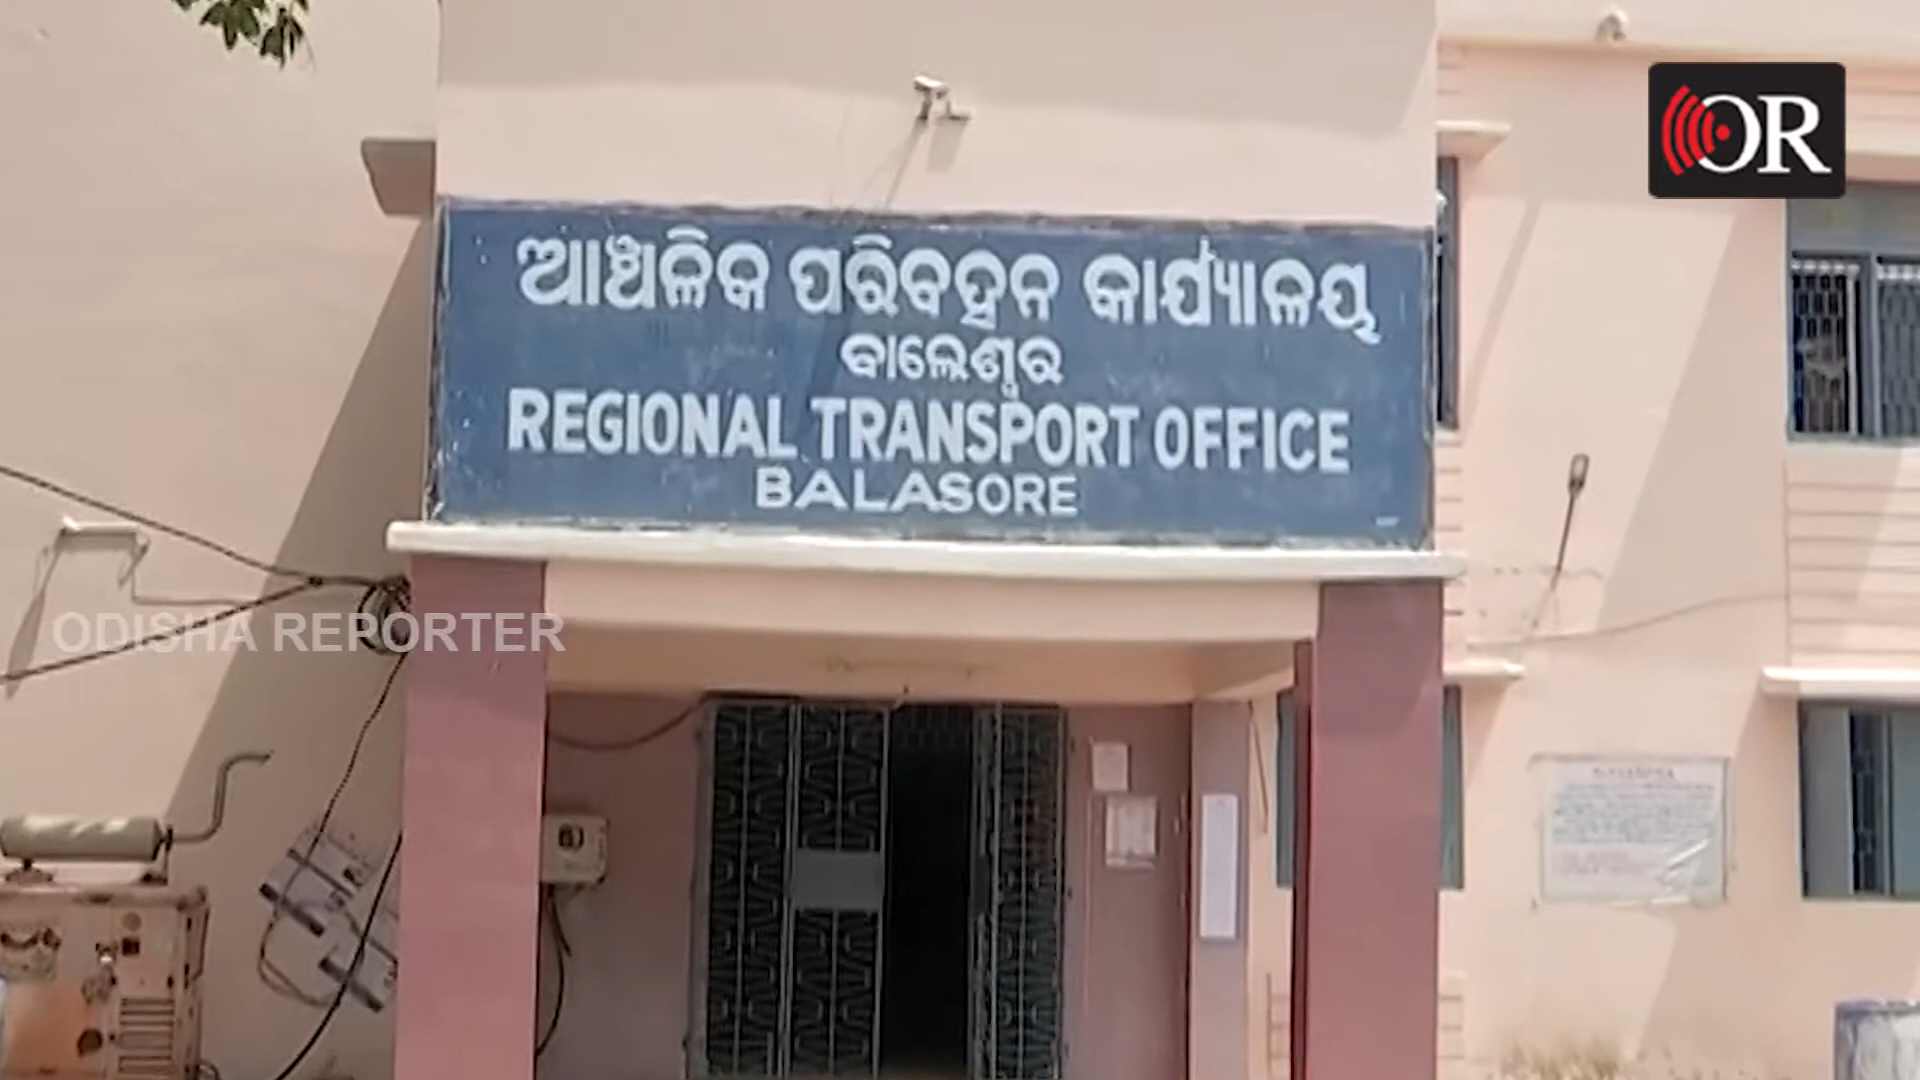 OR
ଆଞ୍ଚଳିକ ପରିବହନ କାର୍ଯ୍ୟାଳୟ
ବାଲେଶ୍ୱର
REGIONAL TRANSPORT OFFICE
BALASORE
ODISHA REPORTER